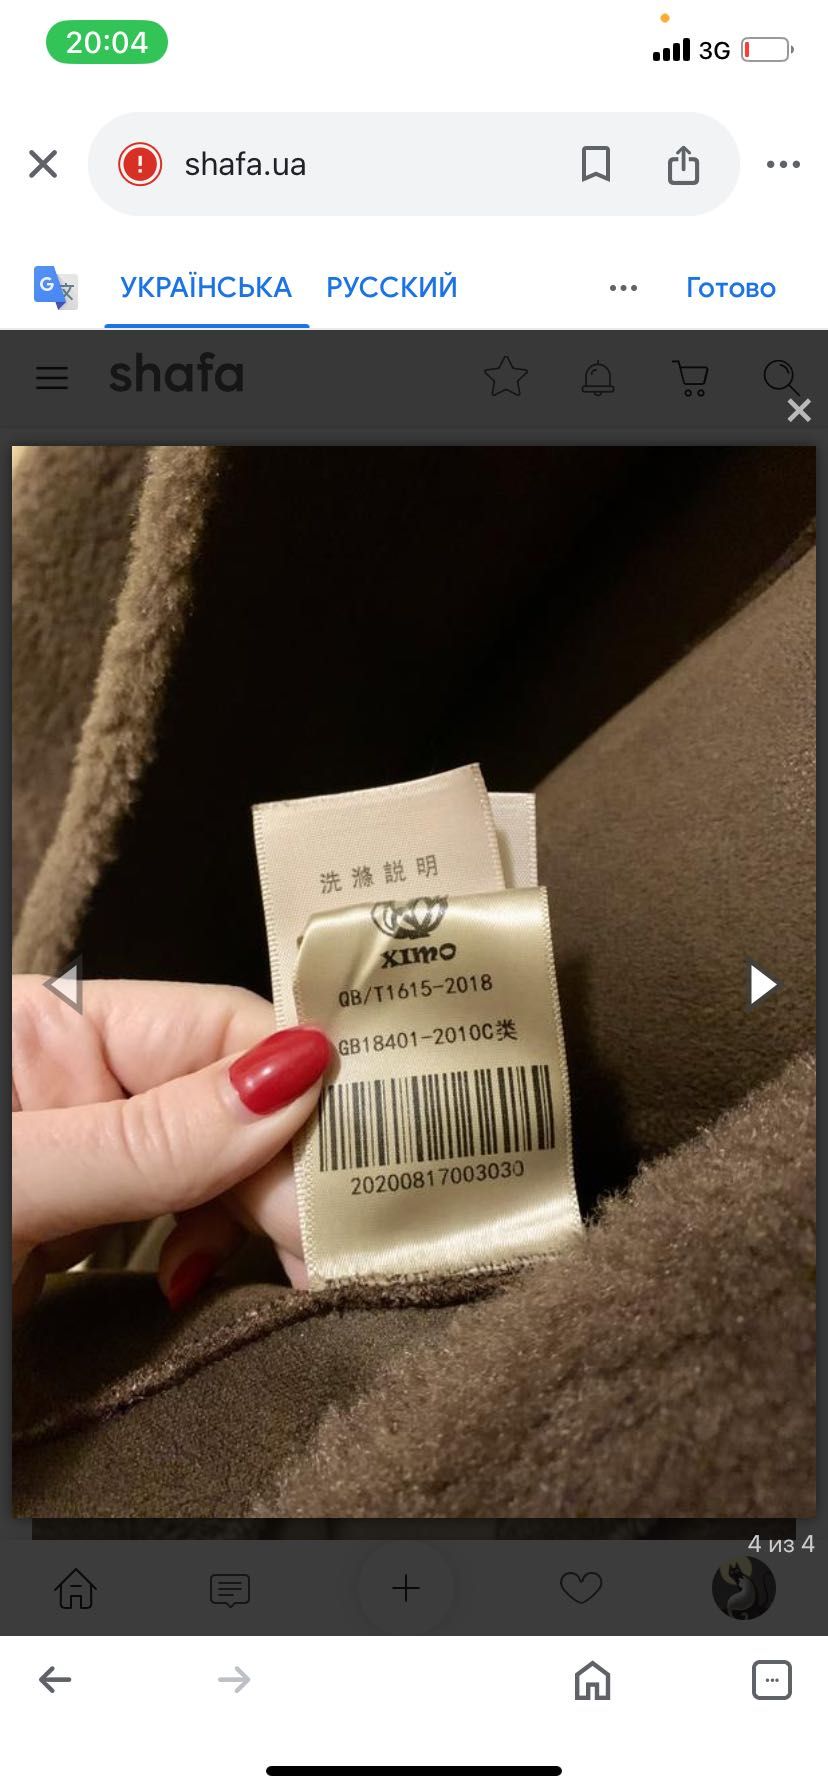 20:04
3G
shafa.ua
УКРАЇНСЬКА РУССКИЙ Готово
shafa
洗滌説明
XIMO
QB/T1615-2018
GB18401-2010C类
20200817003030
4 из 4